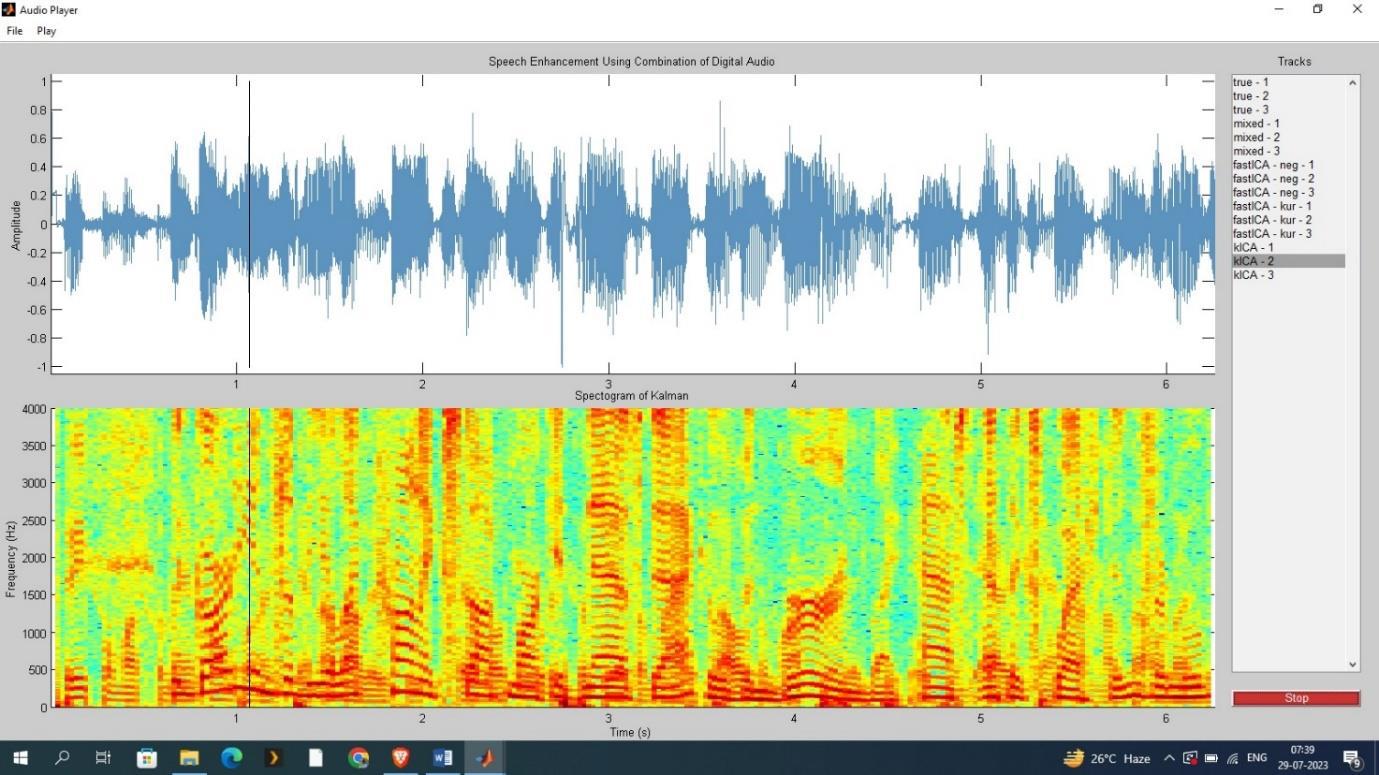 Audio Player
File Play
Speech Enhancement Using Combination of Digital Audio
Amplitude
1
0.8
0.6
0.4
0.2
0
-0.2
-0.4
-0.6
-0.8
-1
1 2 3 4 5 6
Spectogram of Kalman
Frequency (Hz)
4000
3500
3000
2500
2000
1500
1000
500
0
1 2 3 4 5 6
Time (s)
Tracks
true - 1
true - 2
true - 3
mixed - 1
mixed - 2
mixed - 3
fastICA - neg - 1
fastICA - neg - 2
fastICA - neg - 3
fastICA - kur - 1
fastICA - kur - 2
fastICA - kur - 3
kICA - 1
kICA - 2
kICA - 3
Stop
26°C Haze ENG 07:39
29-07-2023
9